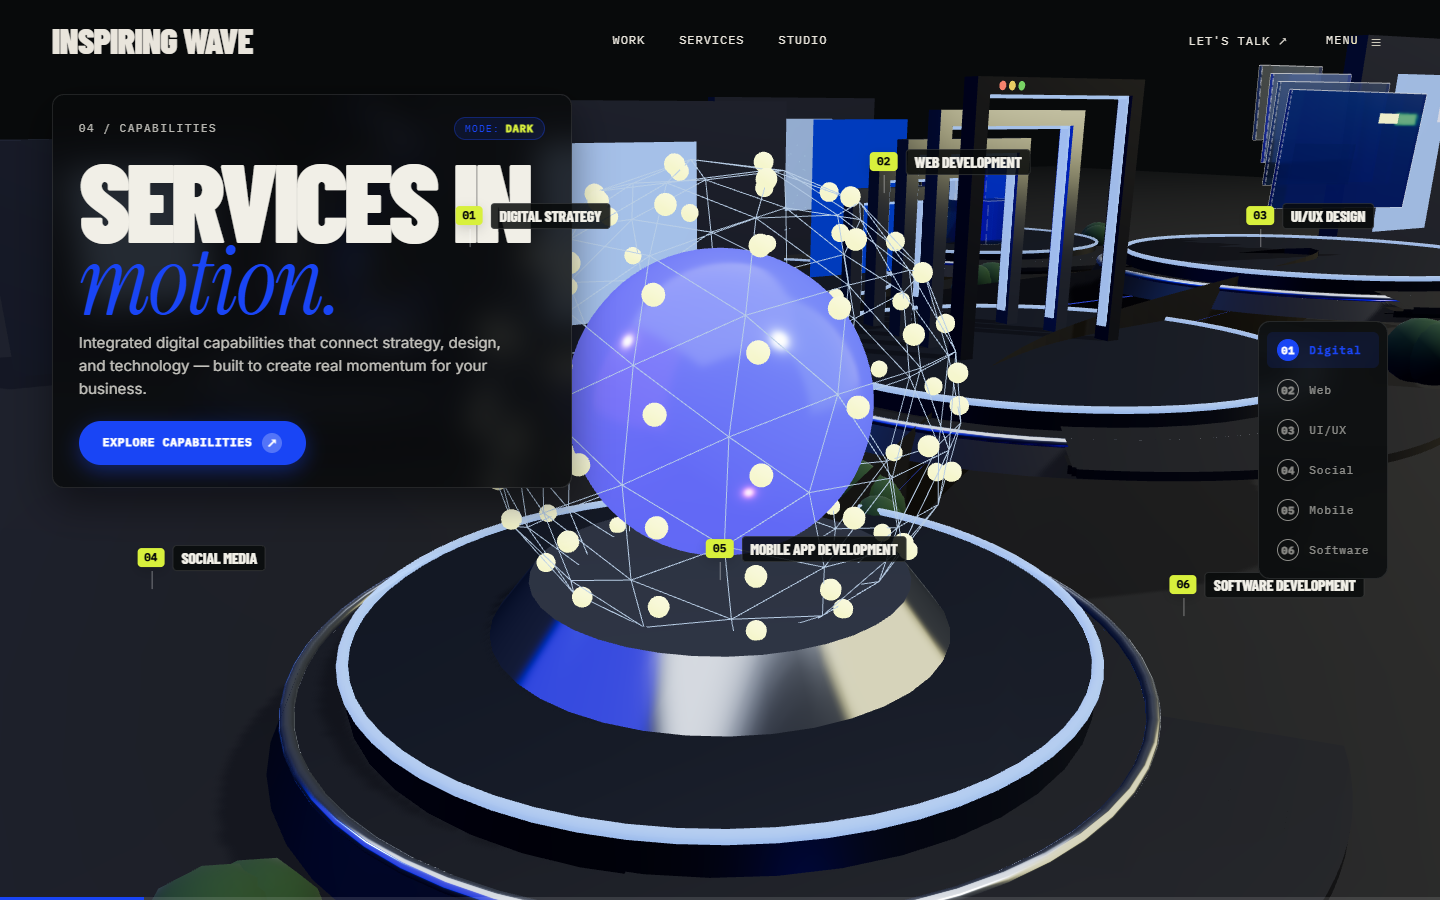 INSPIRING WAVE
WORK SERVICES STUDIO
LET'S TALK ↗ MENU
04 / CAPABILITIES
MODE: DARK
SERVICES IN
motion.
Integrated digital capabilities that connect strategy, design,
and technology — built to create real momentum for your
business.
EXPLORE CAPABILITIES ↗
01 DIGITAL STRATEGY
02 WEB DEVELOPMENT
03 UI/UX DESIGN
04 SOCIAL MEDIA
05 MOBILE APP DEVELOPMENT
06 SOFTWARE DEVELOPMENT
01 Digital
02 Web
03 UI/UX
04 Social
05 Mobile
06 Software